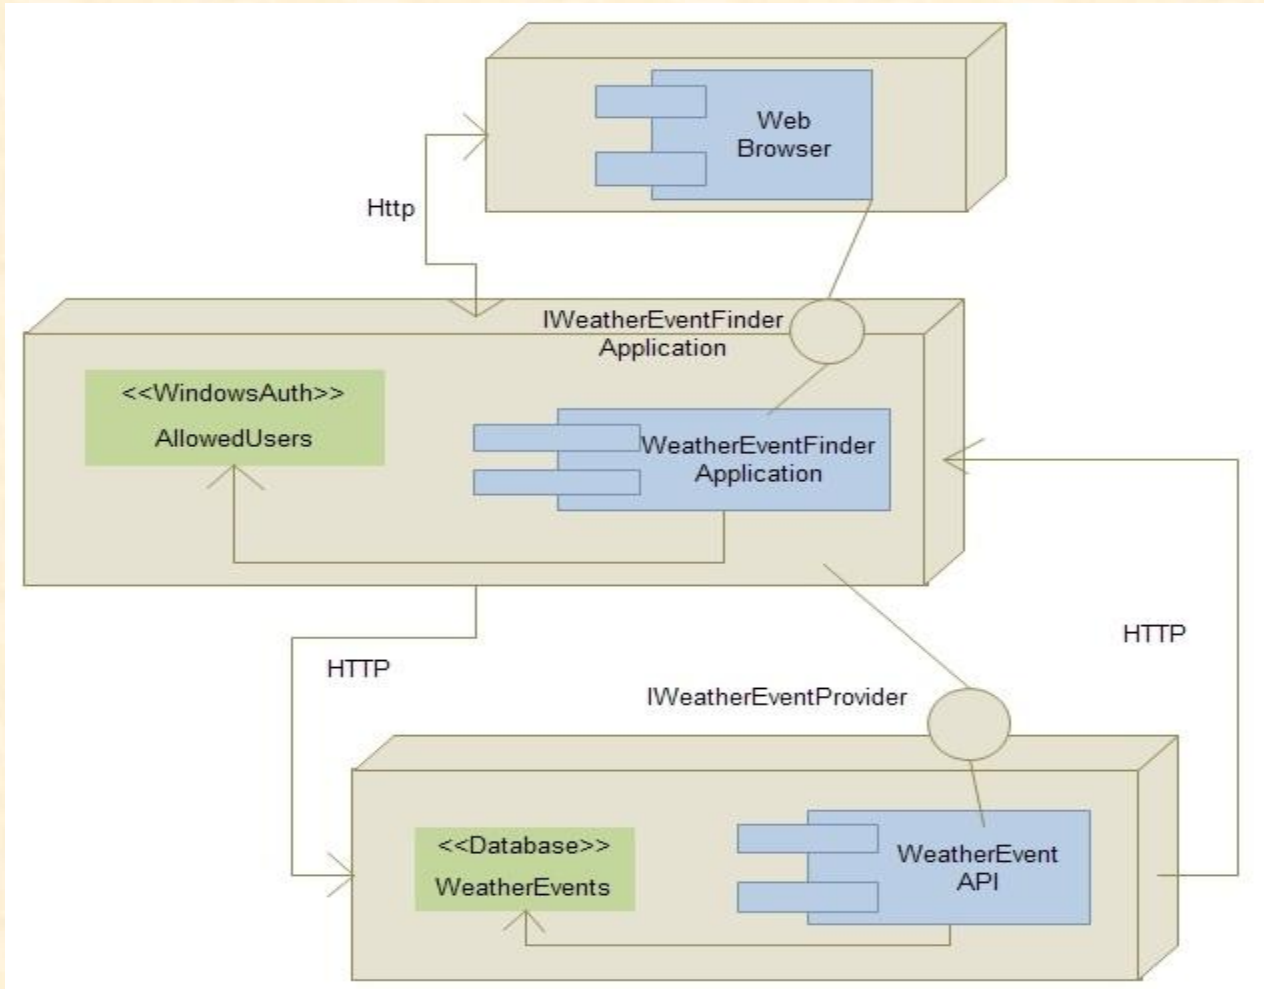 Web
Browser
Http
IWeatherEventFinder
Application
<<WindowsAuth>>
AllowedUsers
WeatherEventFinder
Application
HTTP
HTTP
IWeatherEventProvider
<<Database>>
WeatherEvents
WeatherEvent
API